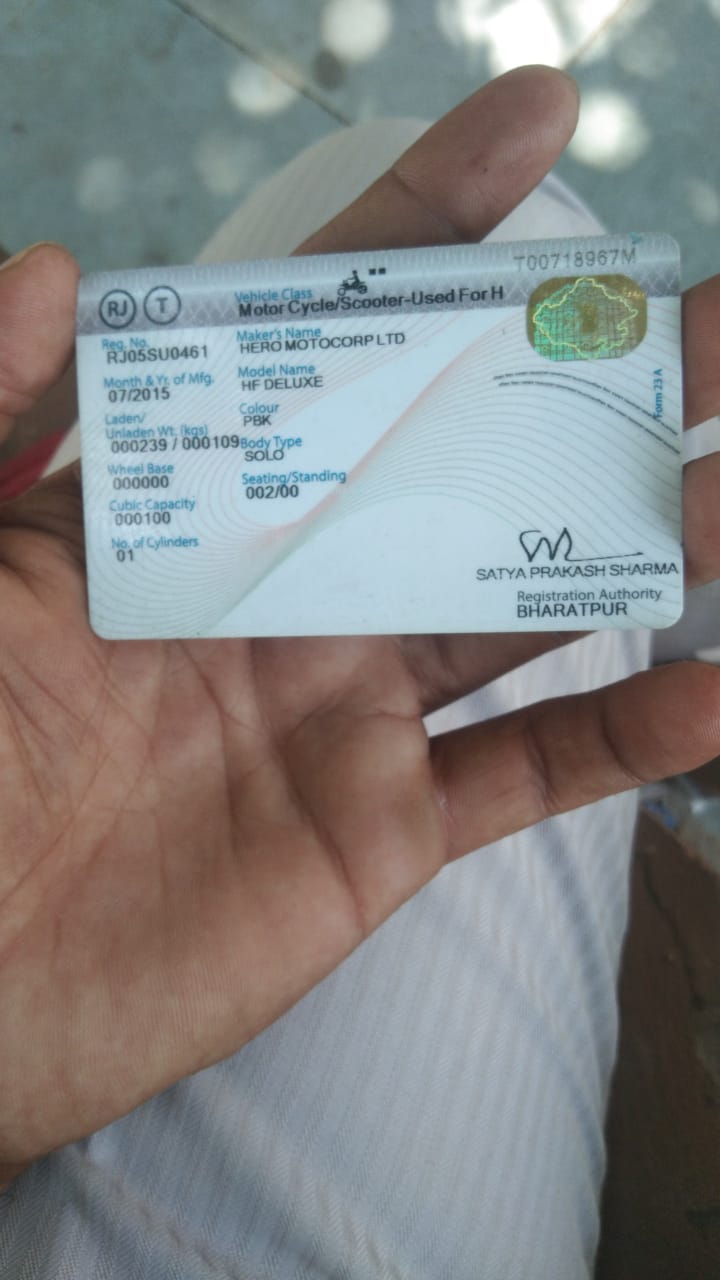 T00718967M
RJ T
Vehicle Class
Motor Cycle/Scooter-Used For H
Reg. No.
RJ05SU0461
Maker's Name
HERO MOTOCORP LTD
Month & Yr. of Mfg.
07/2015
Model Name
HF DELUXE
Laden/
Unladen Wt. (kgs)
000239 / 000109
Colour
PBK
Body Type
SOLO
Wheel Base
000000
Seating/Standing
002/00
Cubic Capacity
000100
No. of Cylinders
01
Form 23 A
SATYA PRAKASH SHARMA
Registration Authority
BHARATPUR